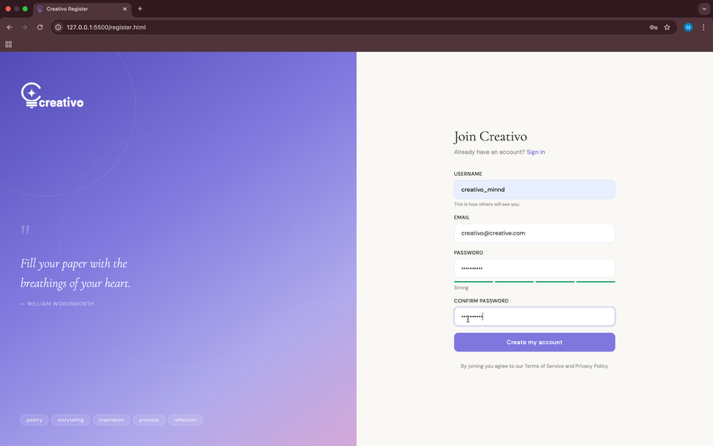 Creativo Register
127.0.0.1:5500/register.html
M
creativo
"
Fill your paper with the
breathings of your heart.
— WILLIAM WORDSWORTH
poetry
storytelling
inspiration
prompts
reflection
Join Creativo
Already have an account? Sign in
USERNAME
creativo_minnd
This is how others will see you.
EMAIL
creativo@creative.com
PASSWORD
••••••••••
Strong
CONFIRM PASSWORD
••••••••••
Create my account
By joining you agree to our Terms of Service and Privacy Policy.